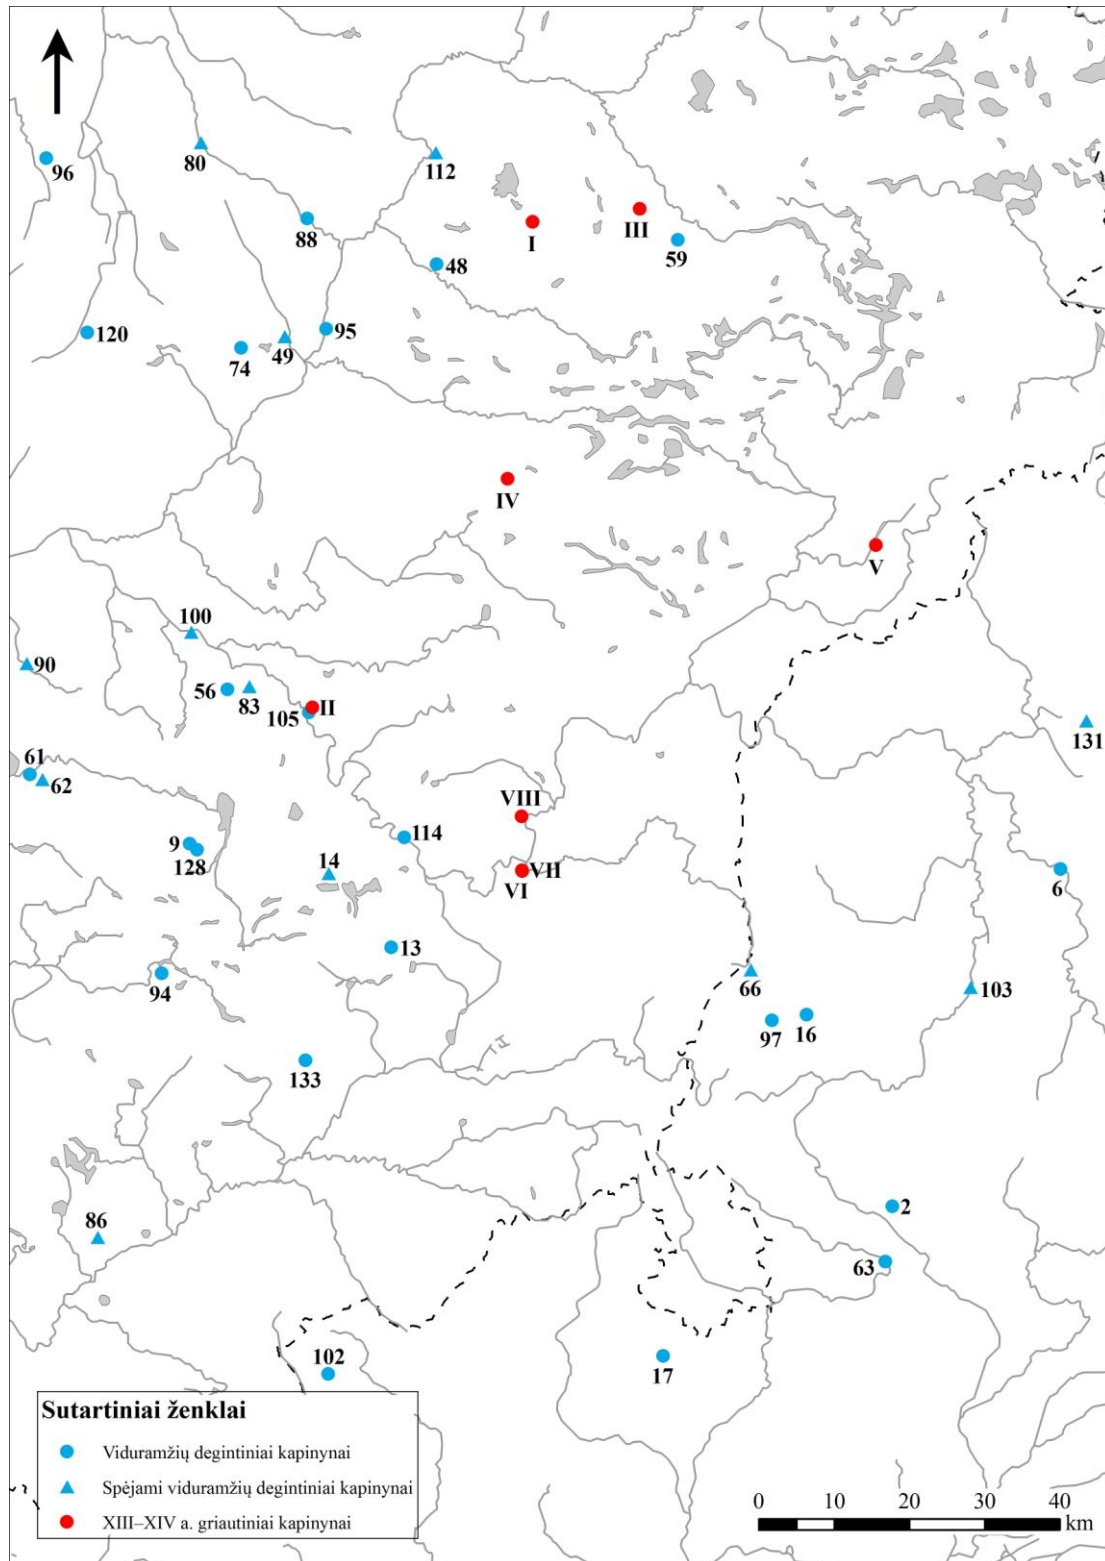 80
112
96
88
I
III
59
48
120
95
49
74
IV
V
100
90
56
83
105
II
131
61
62
VIII
114
9
128
14
VII
VI
6
13
94
66
103
97
16
133
2
86
63
102
17
Sutartiniai ženklai
Viduramžių degintiniai kapinynai
Spėjami viduramžių degintiniai kapinynai
XIII–XIV a. griautiniai kapinynai
0 10 20 30 40
km